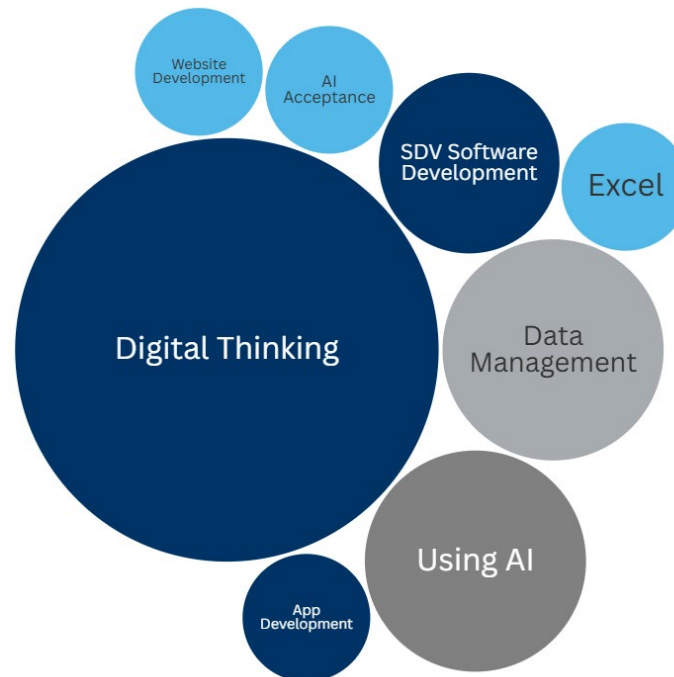 Website
Development
AI
Acceptance
SDV Software
Development
Excel
Digital Thinking
Data
Management
Using AI
App
Development